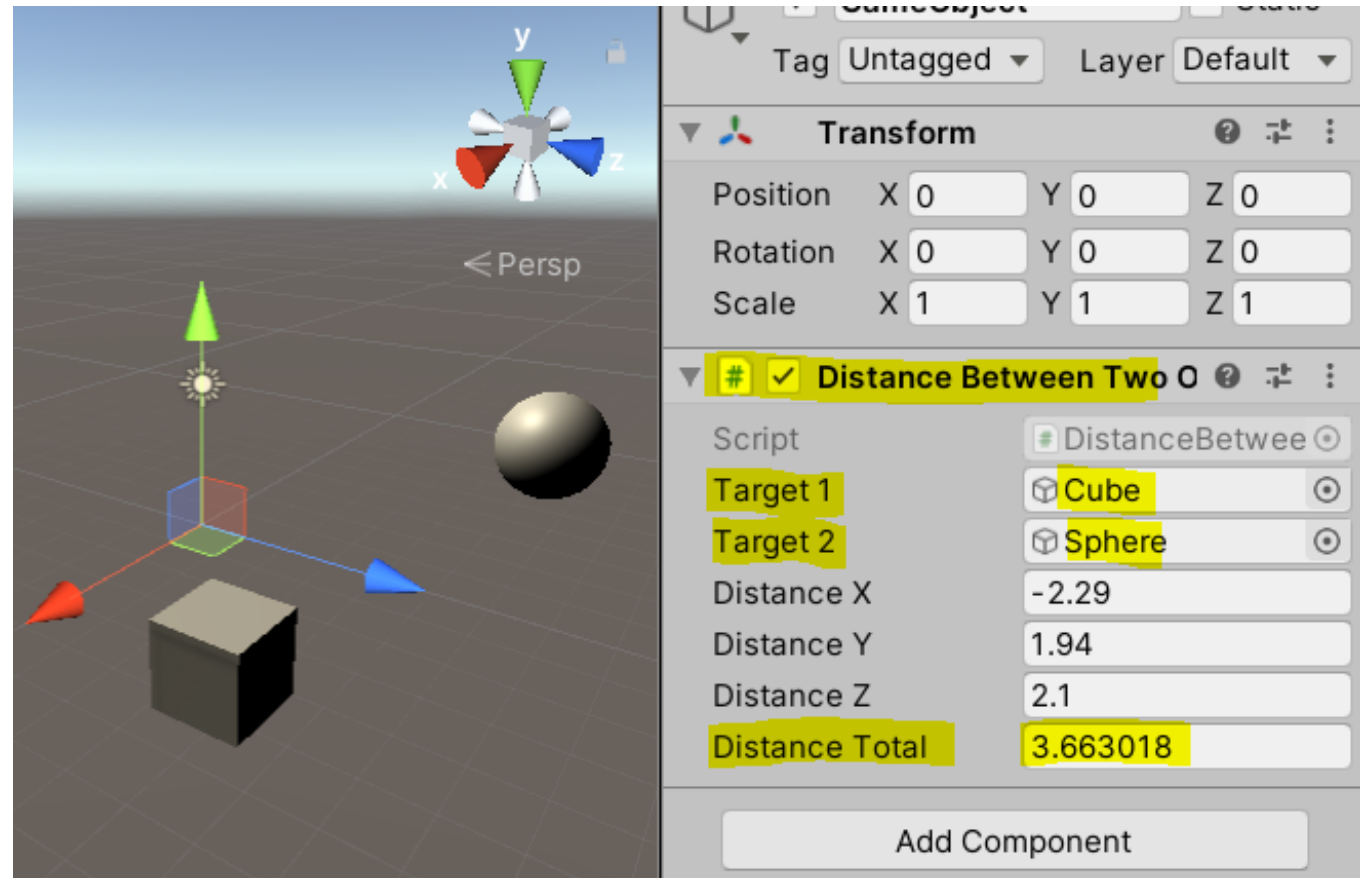 y
x
z
Persp
GameObject
Tag Untagged Layer Default
Transform
Position X 0 Y 0 Z 0
Rotation X 0 Y 0 Z 0
Scale X 1 Y 1 Z 1
# Distance Between Two O
Script # DistanceBetwee
Target 1 Cube
Target 2 Sphere
Distance X -2.29
Distance Y 1.94
Distance Z 2.1
Distance Total 3.663018
Add Component